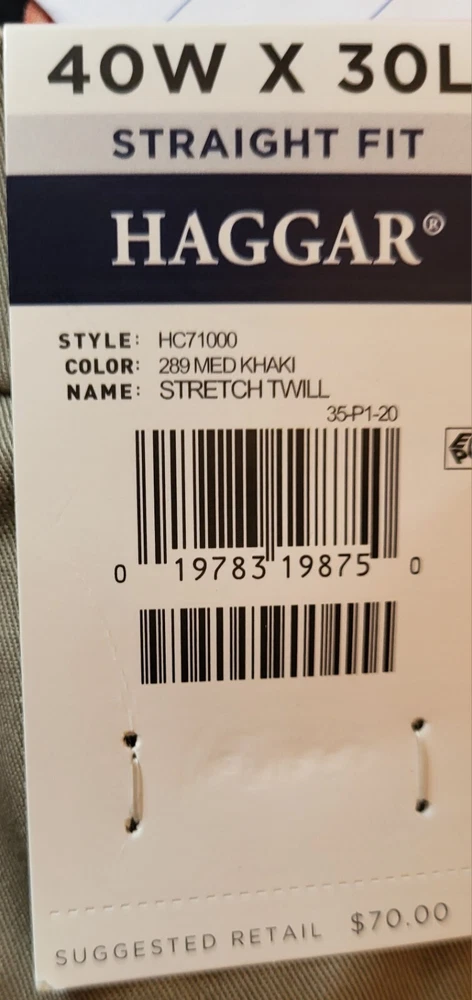 40W X 30L
STRAIGHT FIT
HAGGAR®
STYLE: HC71000
COLOR: 289 MED KHAKI
NAME: STRETCH TWILL
35-P1-20
0 19783 19875 0
SUGGESTED RETAIL $70.00